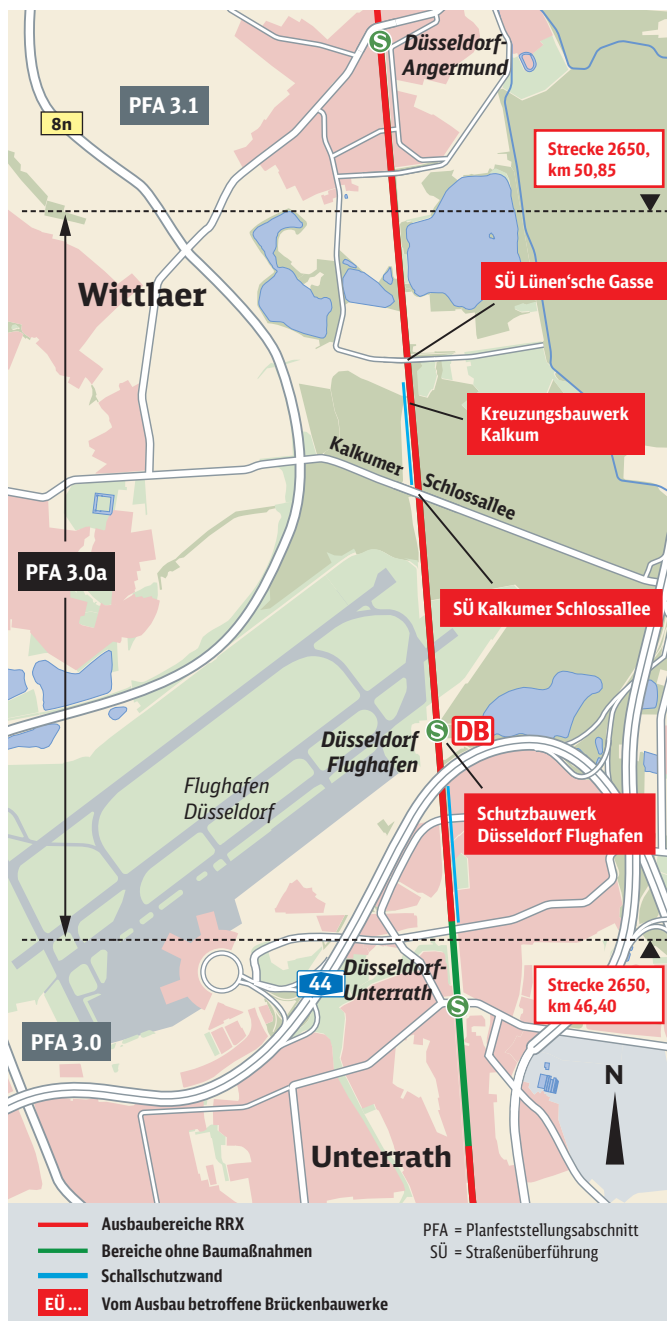 S Düsseldorf-
Angermund
PFA 3.1
8n
Strecke 2650,
km 50,85
Wittlaer
SÜ Lünen‘sche Gasse
Kreuzungsbauwerk
Kalkum
Kalkumer Schlossallee
PFA 3.0a
SÜ Kalkumer Schlossallee
Düsseldorf
Flughafen
S DB
Flughafen
Düsseldorf
Schutzbauwerk
Düsseldorf Flughafen
44
Düsseldorf-
Unterrath
S
Strecke 2650,
km 46,40
PFA 3.0
N
Unterrath
Ausbaubereiche RRX
Bereiche ohne Baumaßnahmen
Schallschutzwand
EÜ ... Vom Ausbau betroffene Brückenbauwerke
PFA = Planfeststellungsabschnitt
SÜ = Straßenüberführung